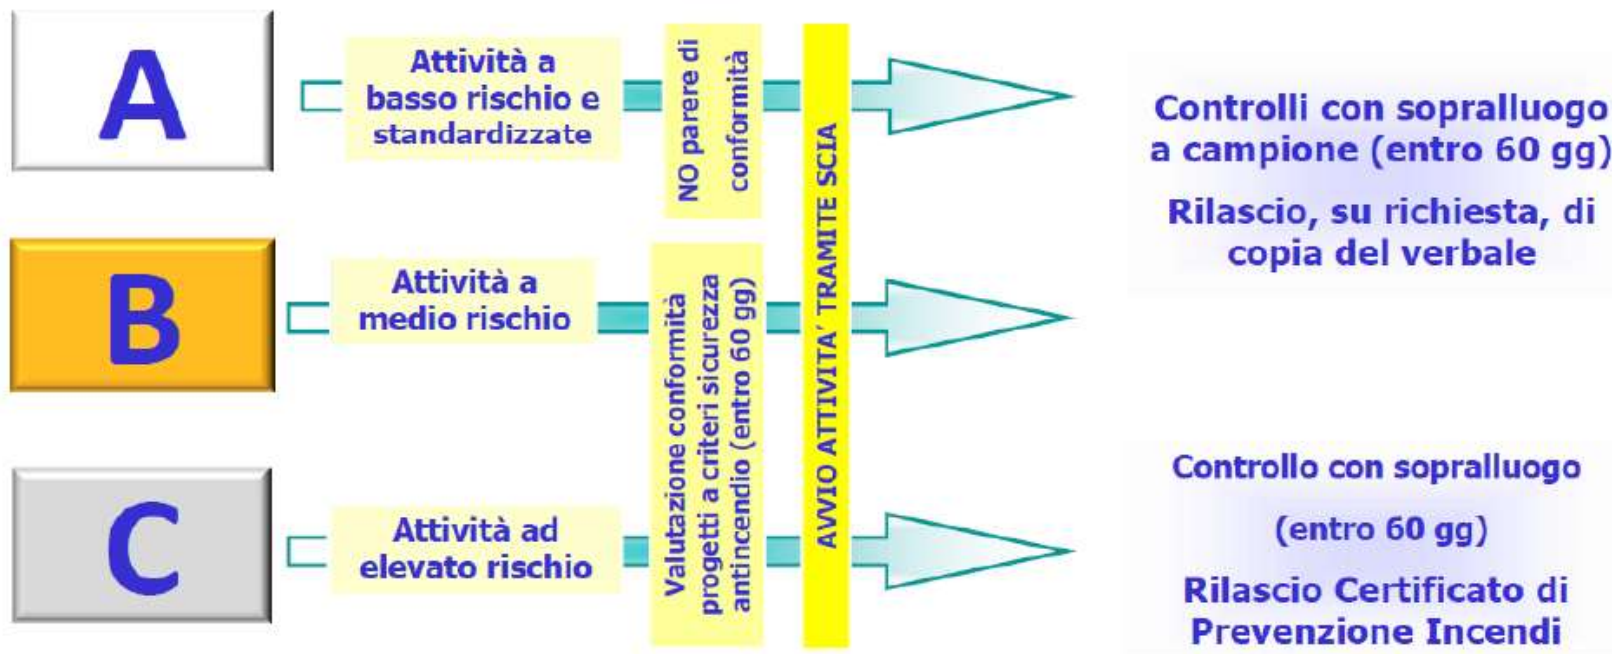 A
Attività a
basso rischio e
standardizzate
NO parere di
conformità
B
Attività a
medio rischio
C
Attività ad
elevato rischio
Valutazione conformità
progetti a criteri sicurezza
antincendio (entro 60 gg)
AVVIO ATTIVITA' TRAMITE SCIA
Controlli con sopralluogo
a campione (entro 60 gg)
Rilascio, su richiesta, di
copia del verbale
Controllo con sopralluogo
(entro 60 gg)
Rilascio Certificato di
Prevenzione Incendi